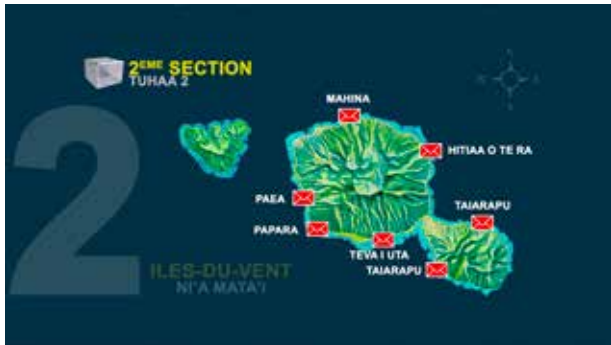 2EME SECTION
TUHAA 2
MAHINA
HITIAA O TE RA
PAEA
TAIARAPU
PAPARA
TEVA I UTA
TAIARAPU
2
ILES-DU-VENT
NI'A MATA'I